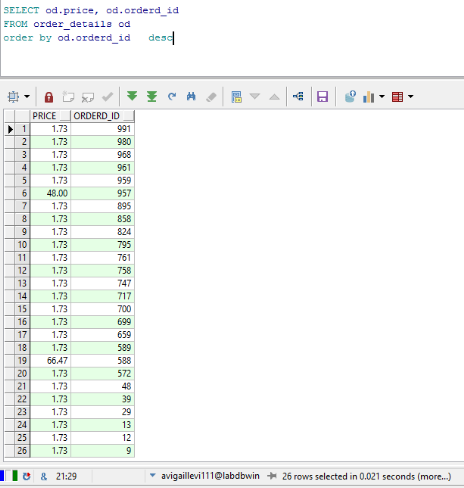 SELECT od.price, od.orderd_id
FROM order_details od
order by od.orderd_id desc
PRICE ORDERD_ID
1 1.73 991
2 1.73 980
3 1.73 968
4 1.73 961
5 1.73 959
6 48.00 957
7 1.73 895
8 1.73 858
9 1.73 824
10 1.73 795
11 1.73 761
12 1.73 758
13 1.73 747
14 1.73 717
15 1.73 700
16 1.73 699
17 1.73 659
18 1.73 589
19 66.47 588
20 1.73 572
21 1.73 48
22 1.73 39
23 1.73 29
24 1.73 13
25 1.73 12
26 1.73 9
& 21:29 avigaillevi111@labdbwin 26 rows selected in 0.021 seconds (more...)